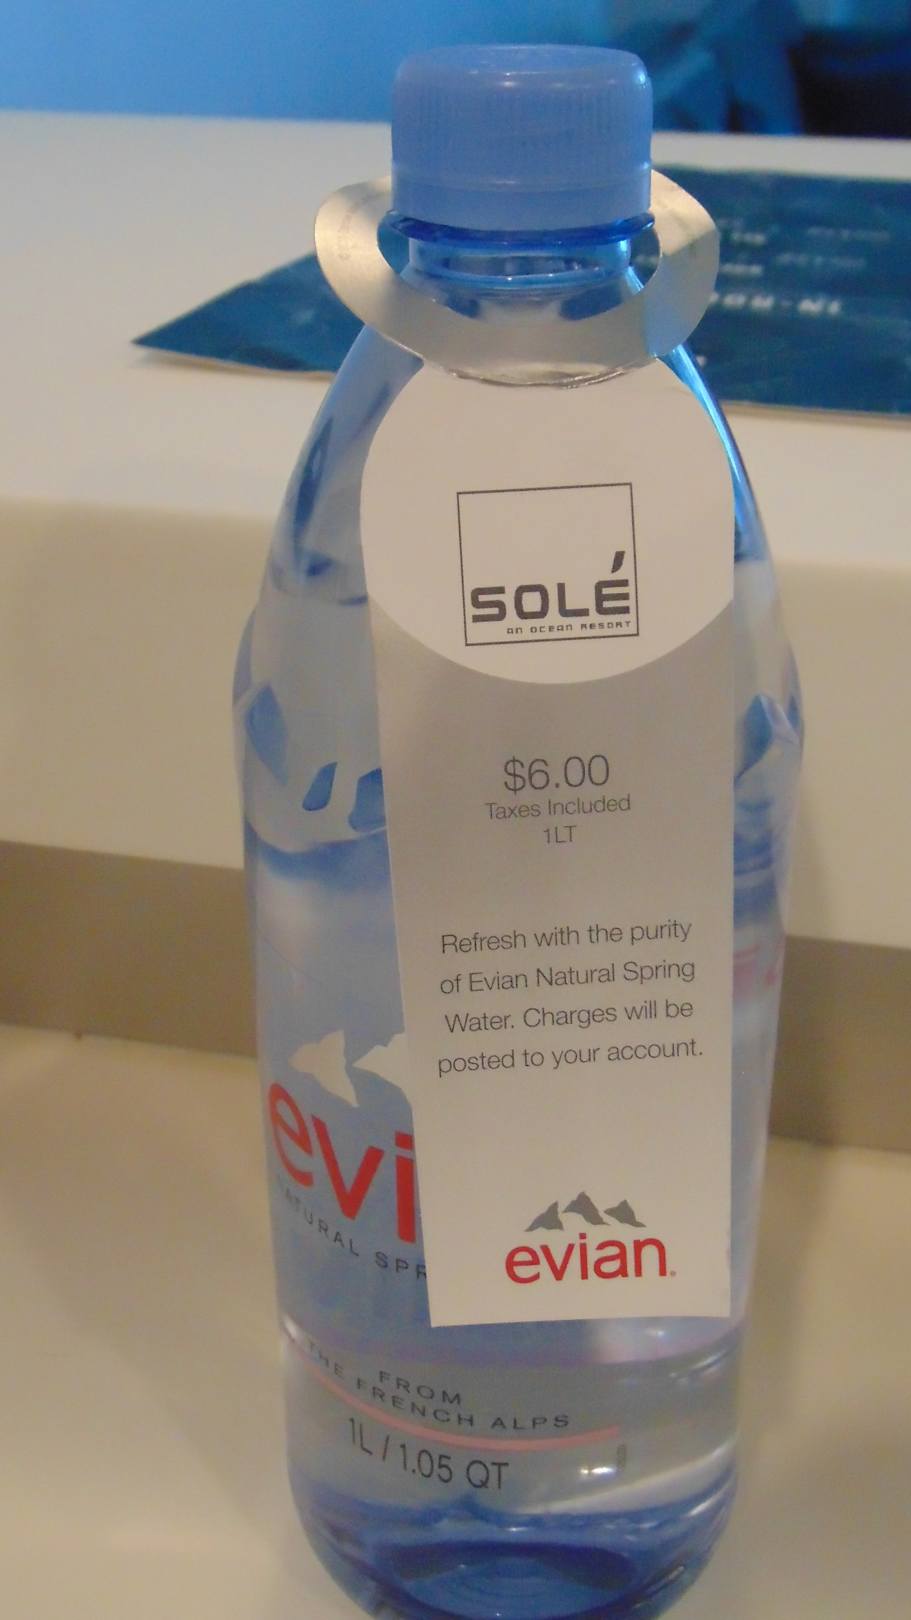 SOLÉ
AN OCEAN RESORT
$6.00
Taxes Included
1LT
Refresh with the purity
of Evian Natural Spring
Water. Charges will be
posted to your account.
evian.
evi
NATURAL SPR
FROM
THE FRENCH ALPS
1L / 1.05 QT